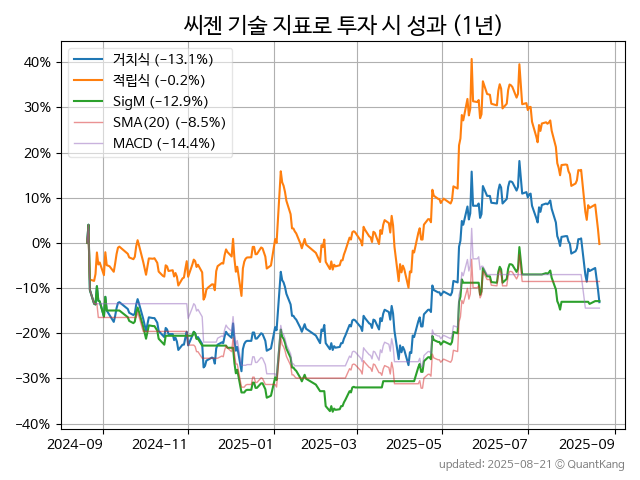 씨젠 기술 지표로 투자 시 성과 (1년)
40%
30%
20%
10%
0%
−10%
−20%
−30%
−40%
거치식 (−13.1%)
적립식 (−0.2%)
SigM (−12.9%)
SMA(20) (−8.5%)
MACD (−14.4%)
2024-09 2024-11 2025-01 2025-03 2025-05 2025-07 2025-09
updated: 2025-08-21 © QuantKang